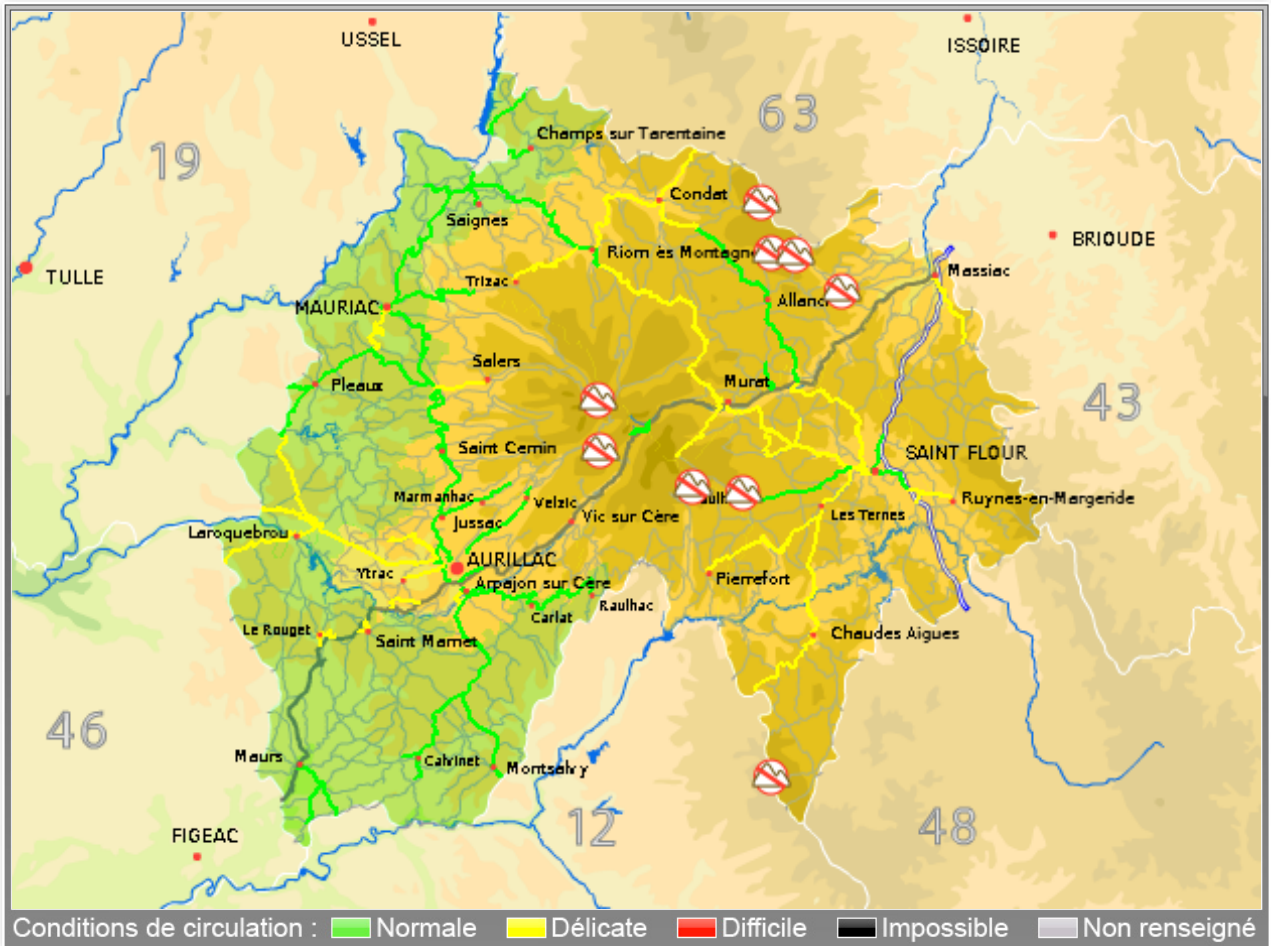 USSEL
ISSOIRE
63
Champs sur Tarentaine
19
Condat
Saignes
BRIOUDE
Riom ès Montagn
Massiac
TULLE
Trizac
Allanc
MAURIAC
Salers
Murat
Pleaux
43
Saint Cernin
SAINT FLOUR
Marmanhac
Velzic
Ruynes-en-Margeride
Jussac
Vic sur Cère
Les Ternes
Laroquebrou
AURILLAC
Ytrac
Arpajon sur Cère
Pierrefort
Raulhac
Carlat
Le Rouget
Saint Mamet
Chaudes Aigues
46
Maurs
Calvinet
Montsalvy
12
48
FIGEAC
Conditions de circulation : Normale Délicate Difficile Impossible Non renseigné